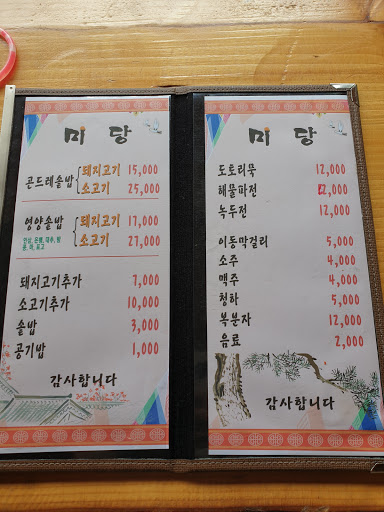 미당
곤드레솥밥 돼지고기 15,000
소고기 25,000
영양솥밥 돼지고기 17,000
소고기 27,000
돼지고기추가 7,000
소고기추가 10,000
솥밥 3,000
공기밥 1,000
감사합니다
미당
도토리묵 12,000
해물파전 2,000
녹두전 12,000
이동막걸리 5,000
소주 4,000
맥주 4,000
청하 5,000
복분자 12,000
음료 2,000
감사합니다